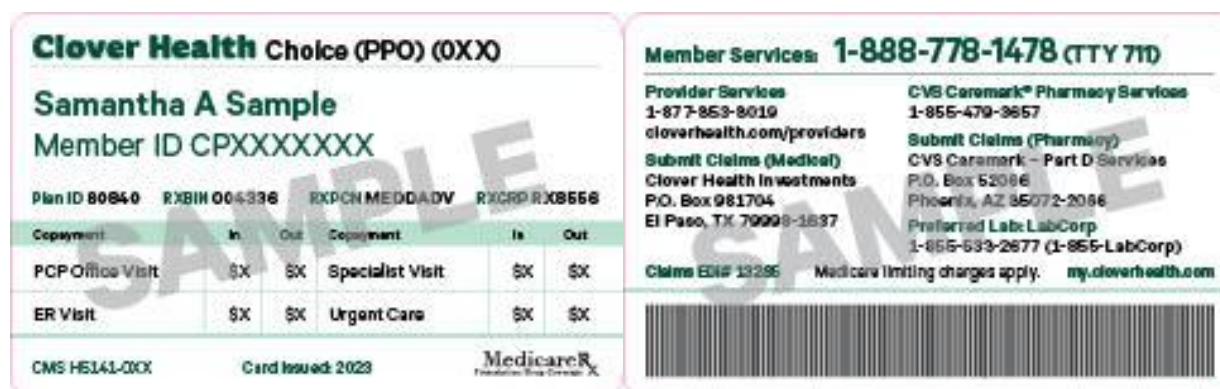 Clover Health Choice (PPO) (0XX)
Samantha A Sample
Member ID CPXXXXXXX
Plan ID 80840 RXBIN 004336 RXPCN MEDDADV RXGRP RX8556
Copayment In Out Copayment In Out
PCP Office Visit $X $X Specialist Visit $X $X
ER Visit $X $X Urgent Care $X $X
CMS H5141-0XX Card Issued: 2023 MedicareRx
SAMPLE
Member Services: 1-888-778-1478 (TTY 711)
Provider Services
1-877-853-8019
cloverhealth.com/providers
Submit Claims (Medical)
Clover Health Investments
P.O. Box 981704
El Paso, TX 79998-1637
CVS Caremark® Pharmacy Services
1-855-479-3657
Submit Claims (Pharmacy)
CVS Caremark – Part D Services
P.O. Box 52066
Phoenix, AZ 85072-2066
Preferred Lab: LabCorp
1-855-533-2677 (1-855-LabCorp)
Claims EDI# 13285 Medicare limiting charges apply. my.cloverhealth.com
SAMPLE